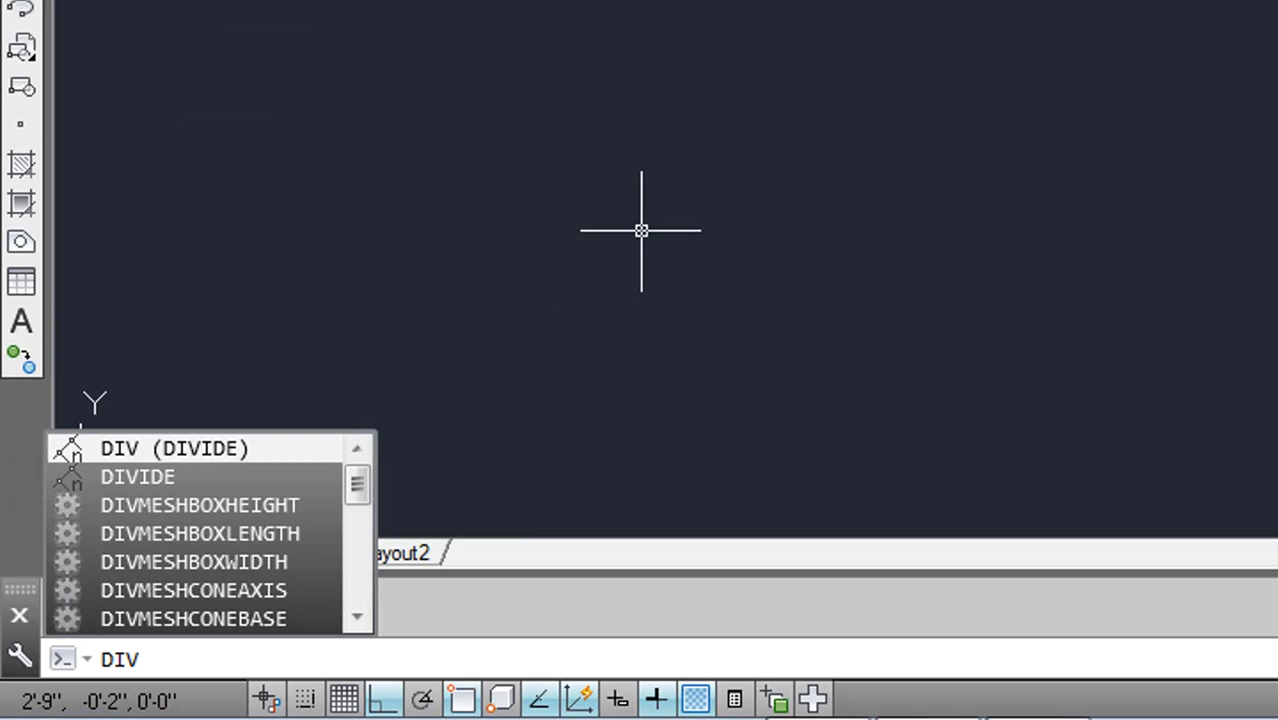 A
Y
DIV (DIVIDE)
DIVIDE
DIVMESHBOXHEIGHT
DIVMESHBOXLENGTH
DIVMESHBOXWIDTH
DIVMESHCONEAXIS
DIVMESHCONEBASE
ayout2
DIV
2'-9", -0'-2", 0'-0"